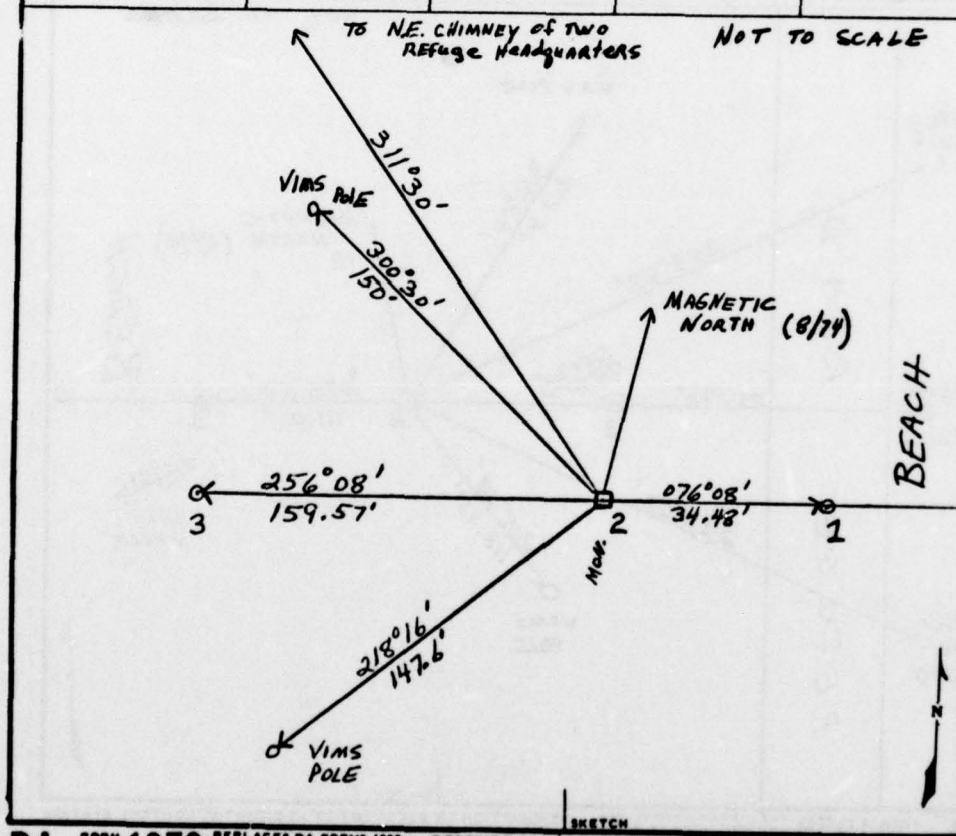 TO N.E. CHIMNEY of TWO
REFUGE HEADQUARTERS
NOT TO SCALE
311°30'
VIMS POLE
300°30'
150'
MAGNETIC
NORTH (8/74)
BEACH
256°08'
159.57'
076°08'
34.48'
3
2
1
MON.
218°16'
147.6'
VIMS
POLE
N
SKETCH